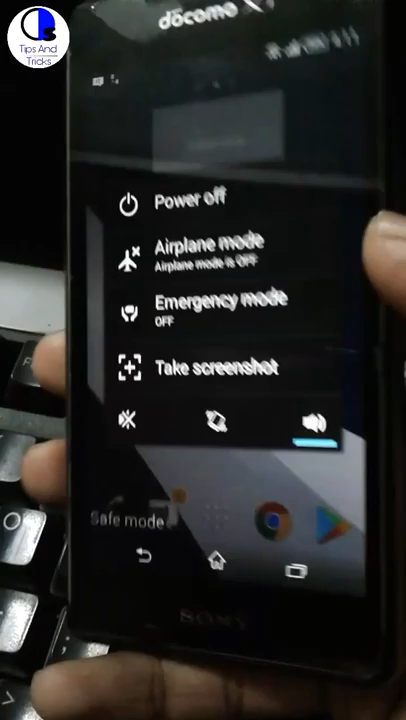 Tips And
Tricks
döcomo
Power off
Airplane mode
Airplane mode is OFF
Emergency mode
OFF
Take screenshot
Safe mode
SONY